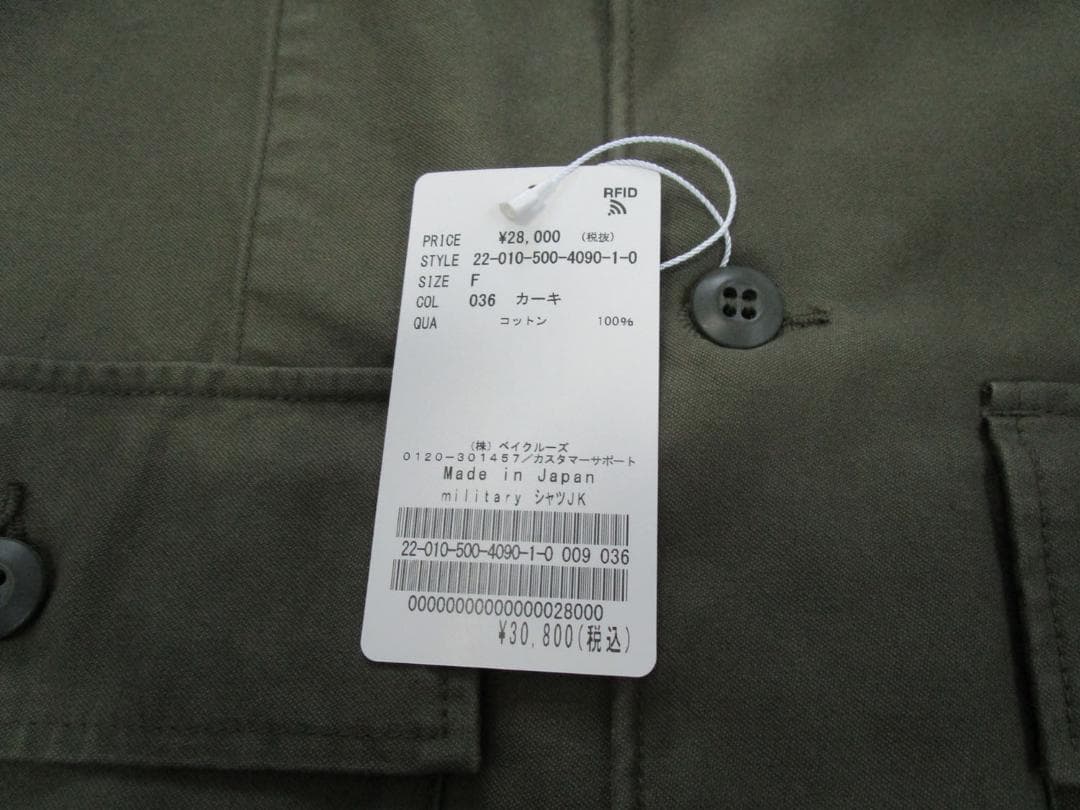 RFID
PRICE ¥28,000 (税抜)
STYLE 22-010-500-4090-1-0
SIZE F
COL 036 カーキ
QUA コットン 100%
(株) ベイクルーズ
0120-301457/カスタマーサポート
Made in Japan
military シャツJK
22-010-500-4090-1-0 009 036
00000000000000028000
¥30,800(税込)